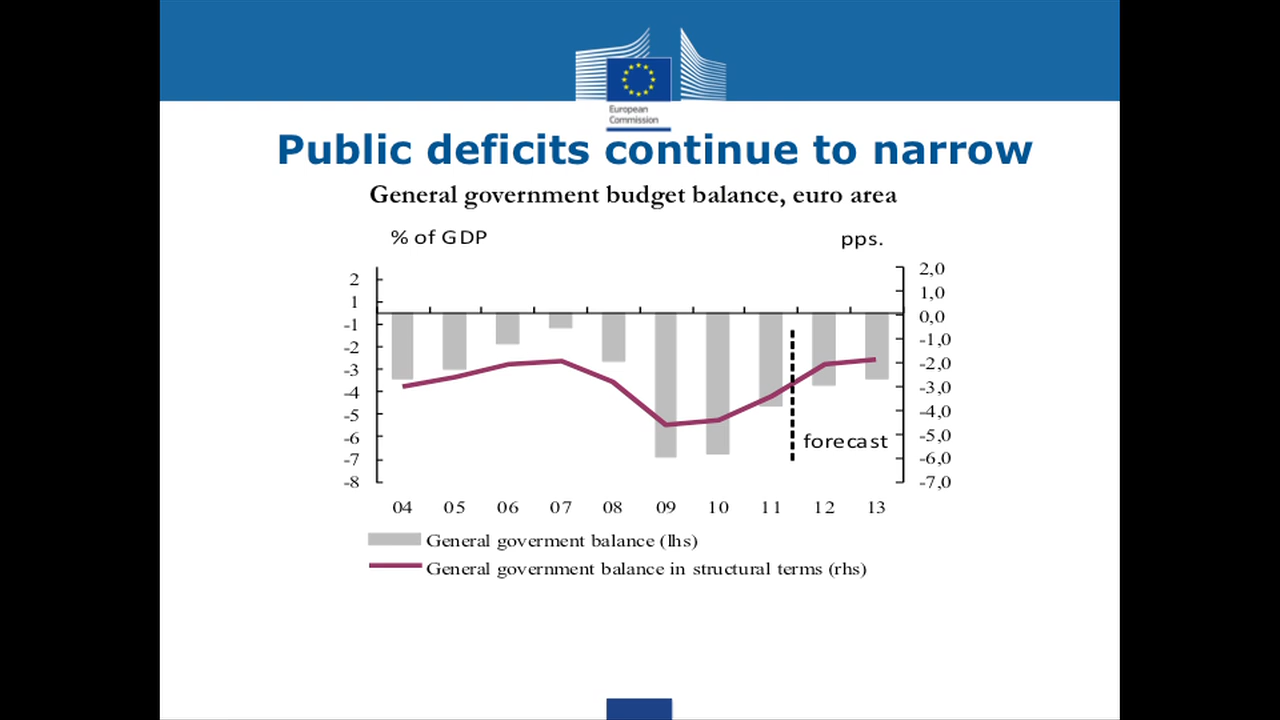 European
Commission
Public deficits continue to narrow
General government budget balance, euro area
% of GDP
pps.
2
1
-1
-2
-3
-4
-5
-6
-7
-8
2,0
1,0
0,0
-1,0
-2,0
-3,0
-4,0
-5,0
-6,0
-7,0
forecast
04 05 06 07 08 09 10 11 12 13
General goverment balance (lhs)
General government balance in structural terms (rhs)